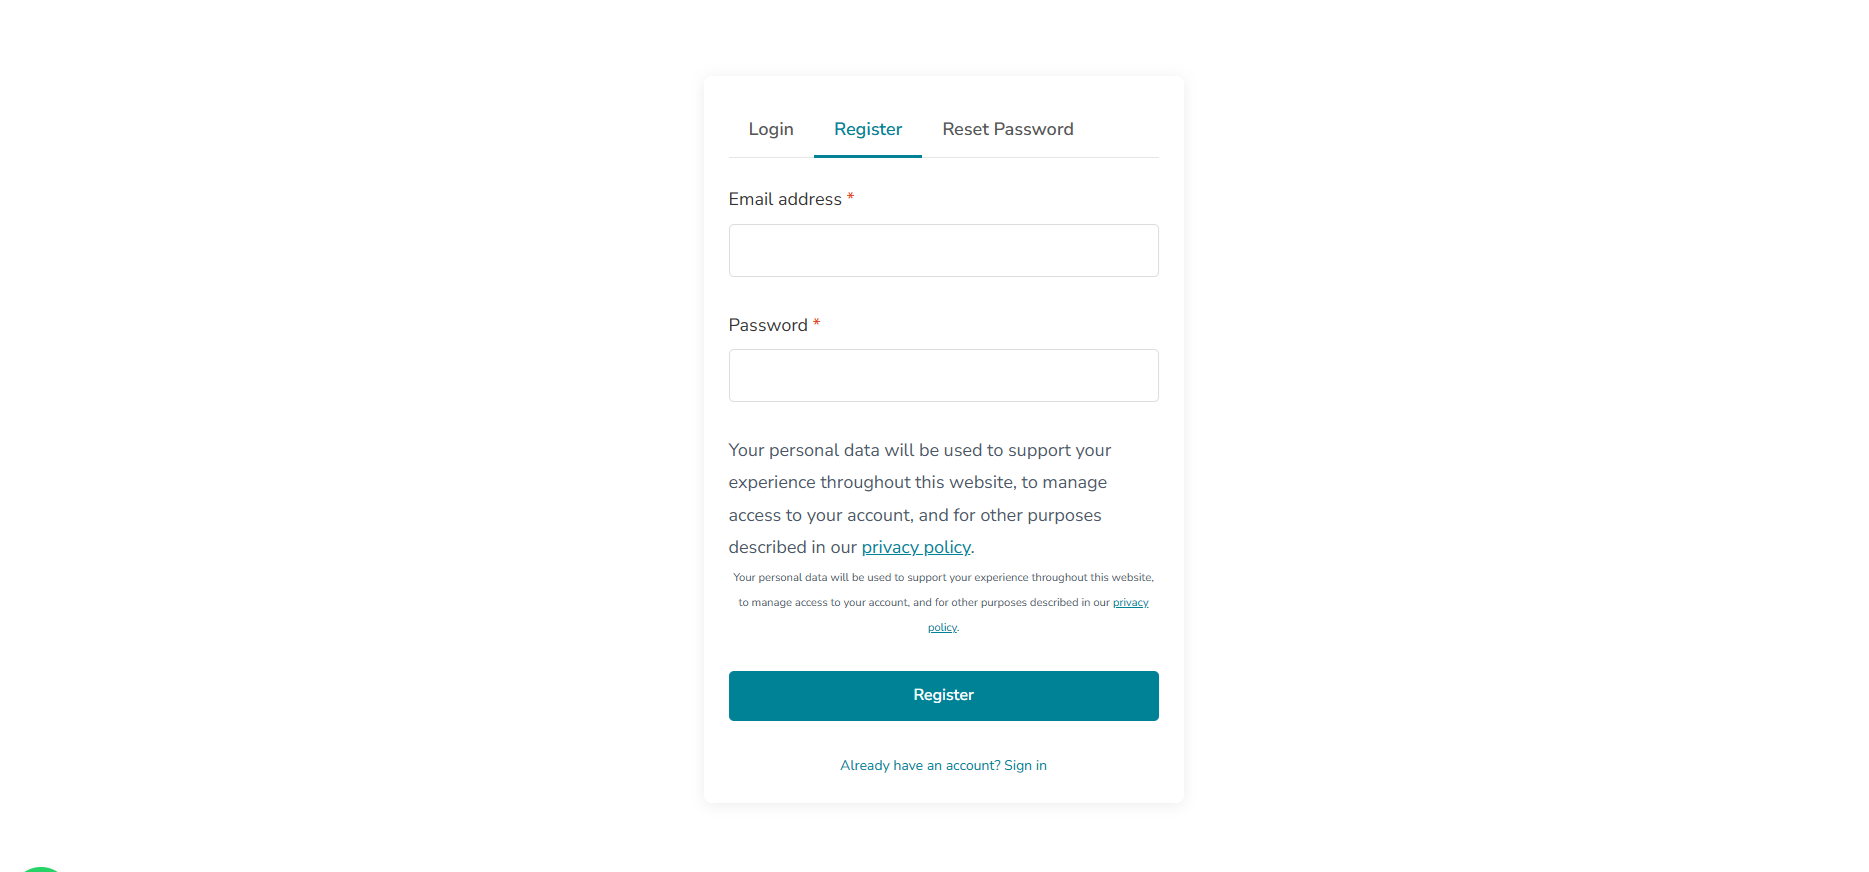 Login Register Reset Password
Email address *
Password *
Your personal data will be used to support your
experience throughout this website, to manage
access to your account, and for other purposes
described in our privacy policy.
Your personal data will be used to support your experience throughout this website,
to manage access to your account, and for other purposes described in our privacy
policy.
Register
Already have an account? Sign in